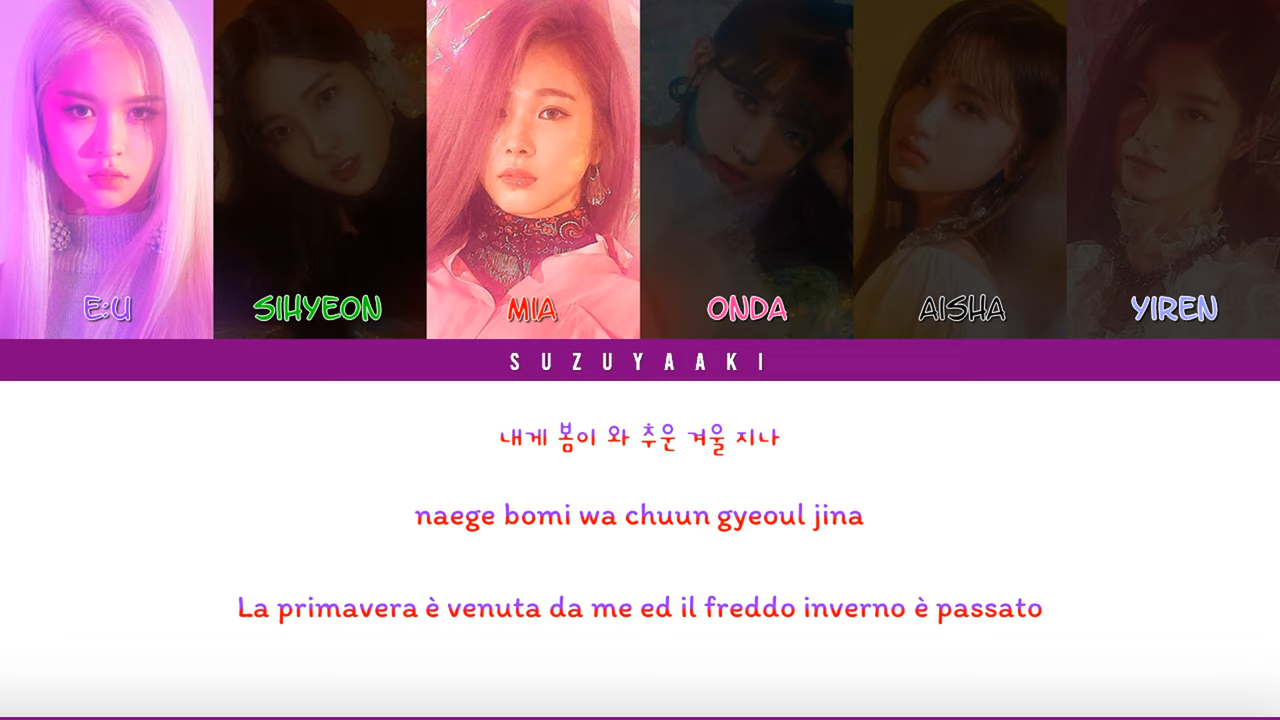 E:U SIHYEON MIA ONDA AISHA YIREN
SUZUYAAKI
내게 봄이 와 추운 겨울 지나
naege bomi wa chuun gyeoul jina
La primavera è venuta da me ed il freddo inverno è passato